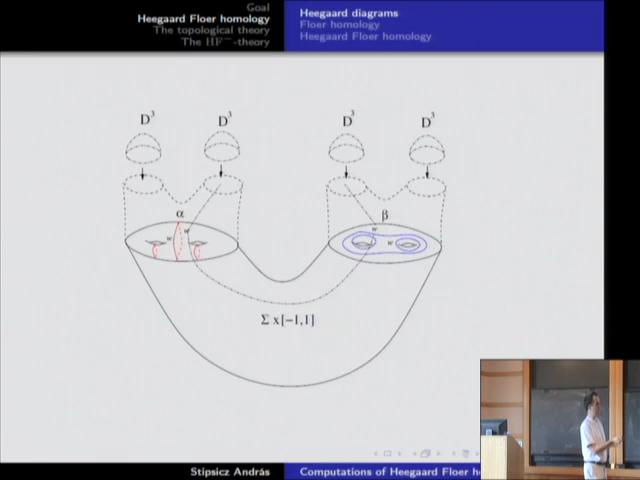 Goal
Heegaard Floer homology
The topological theory
The HF⁻-theory
Heegaard diagrams
Floer homology
Heegaard Floer homology
D³
D³
D³
D³
α
β
w
w
w
w
Σ x[−1,1]
Stipsicz András
Computations of Heegaard Floer h